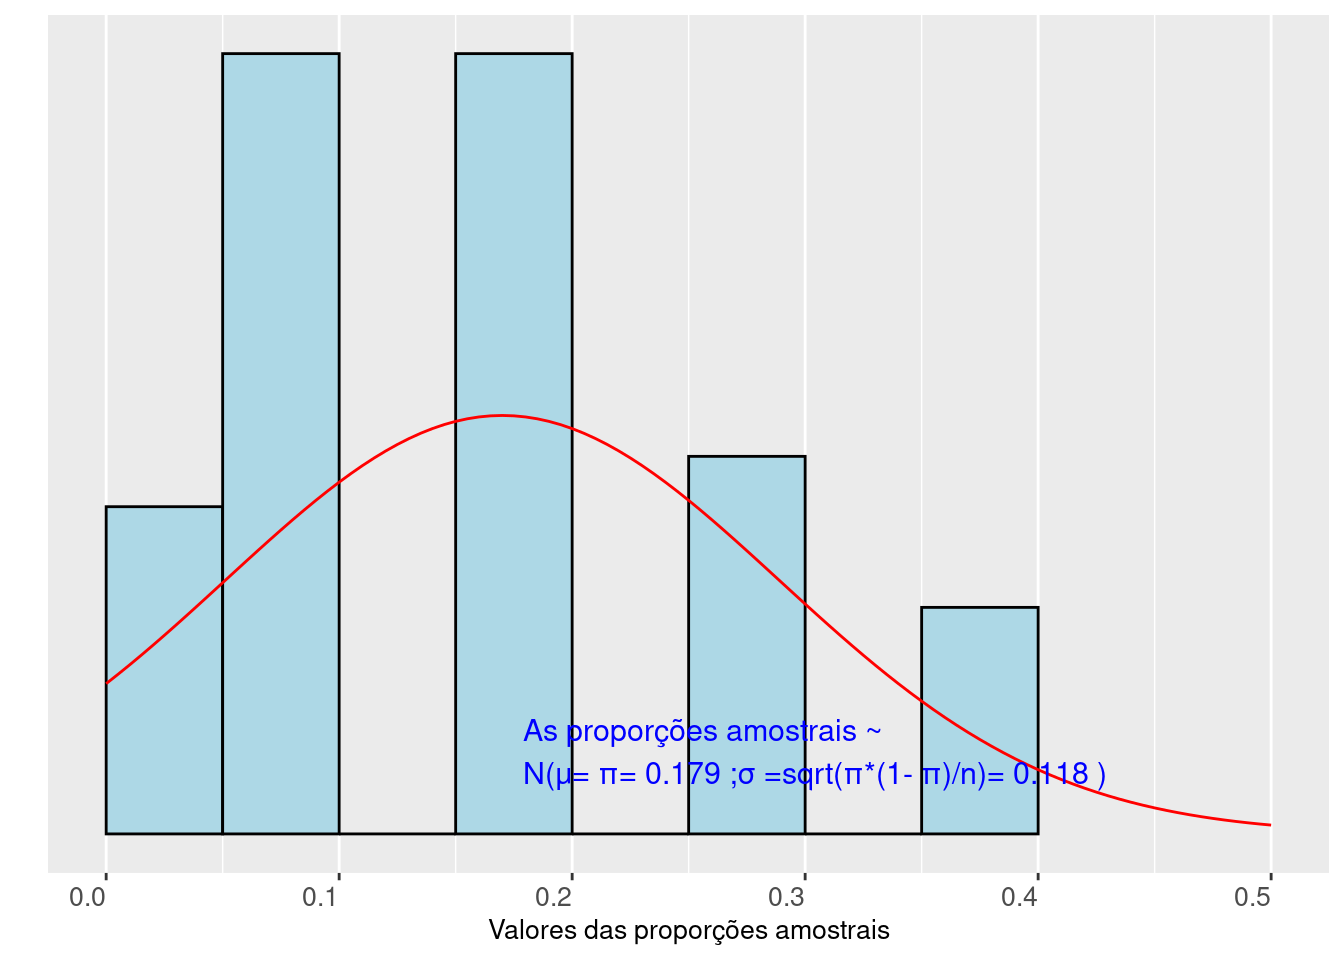 As proporções amostrais ~
N(μ= π= 0.179 ;σ =sqrt(π*(1- π)/n)= 0.118 )
0.0 0.1 0.2 0.3 0.4 0.5
Valores das proporções amostrais